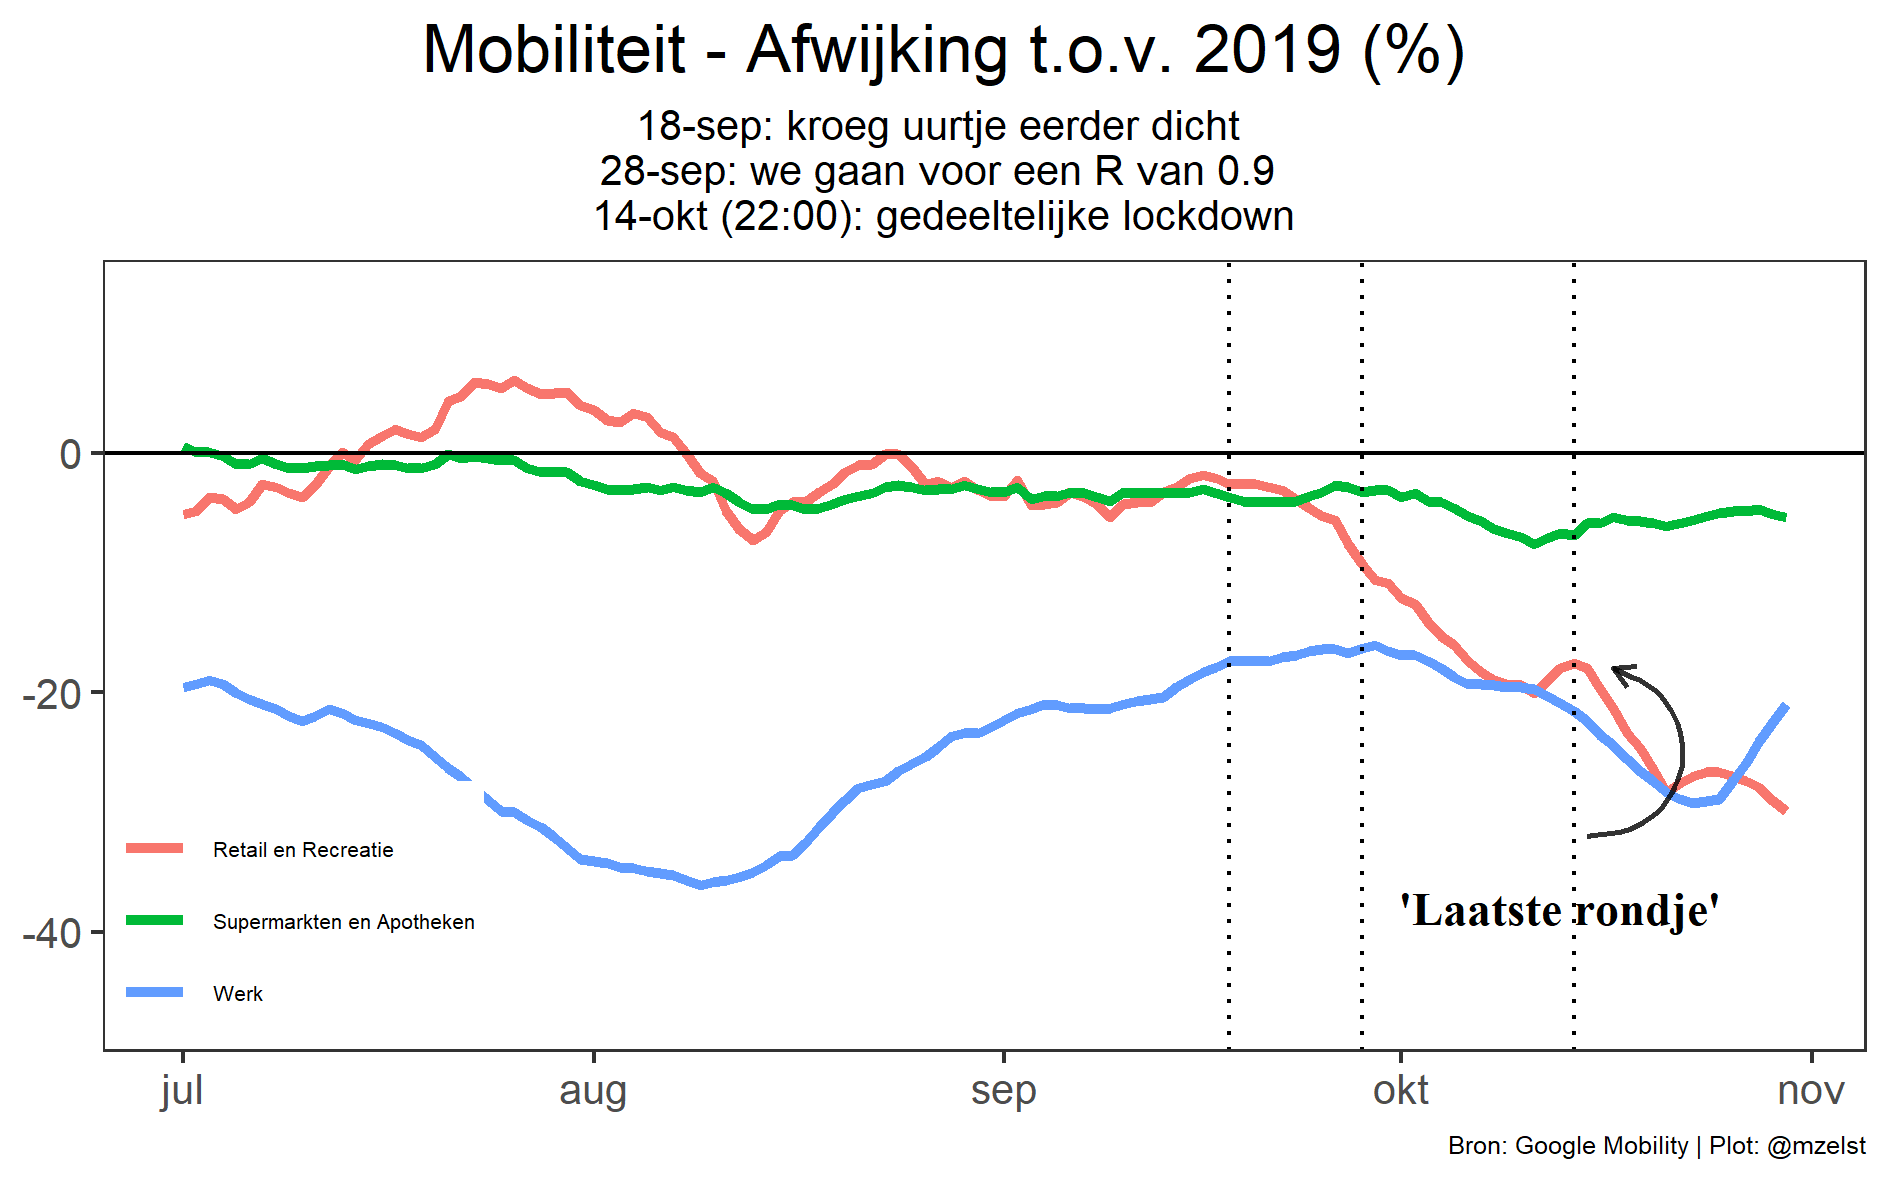 Mobiliteit - Afwijking t.o.v. 2019 (%)
18-sep: kroeg uurtje eerder dicht
28-sep: we gaan voor een R van 0.9
14-okt (22:00): gedeeltelijke lockdown
0
-20
-40
Retail en Recreatie
Supermarkten en Apotheken
Werk
'Laatste rondje'
jul aug sep okt nov
Bron: Google Mobility | Plot: @mzelst